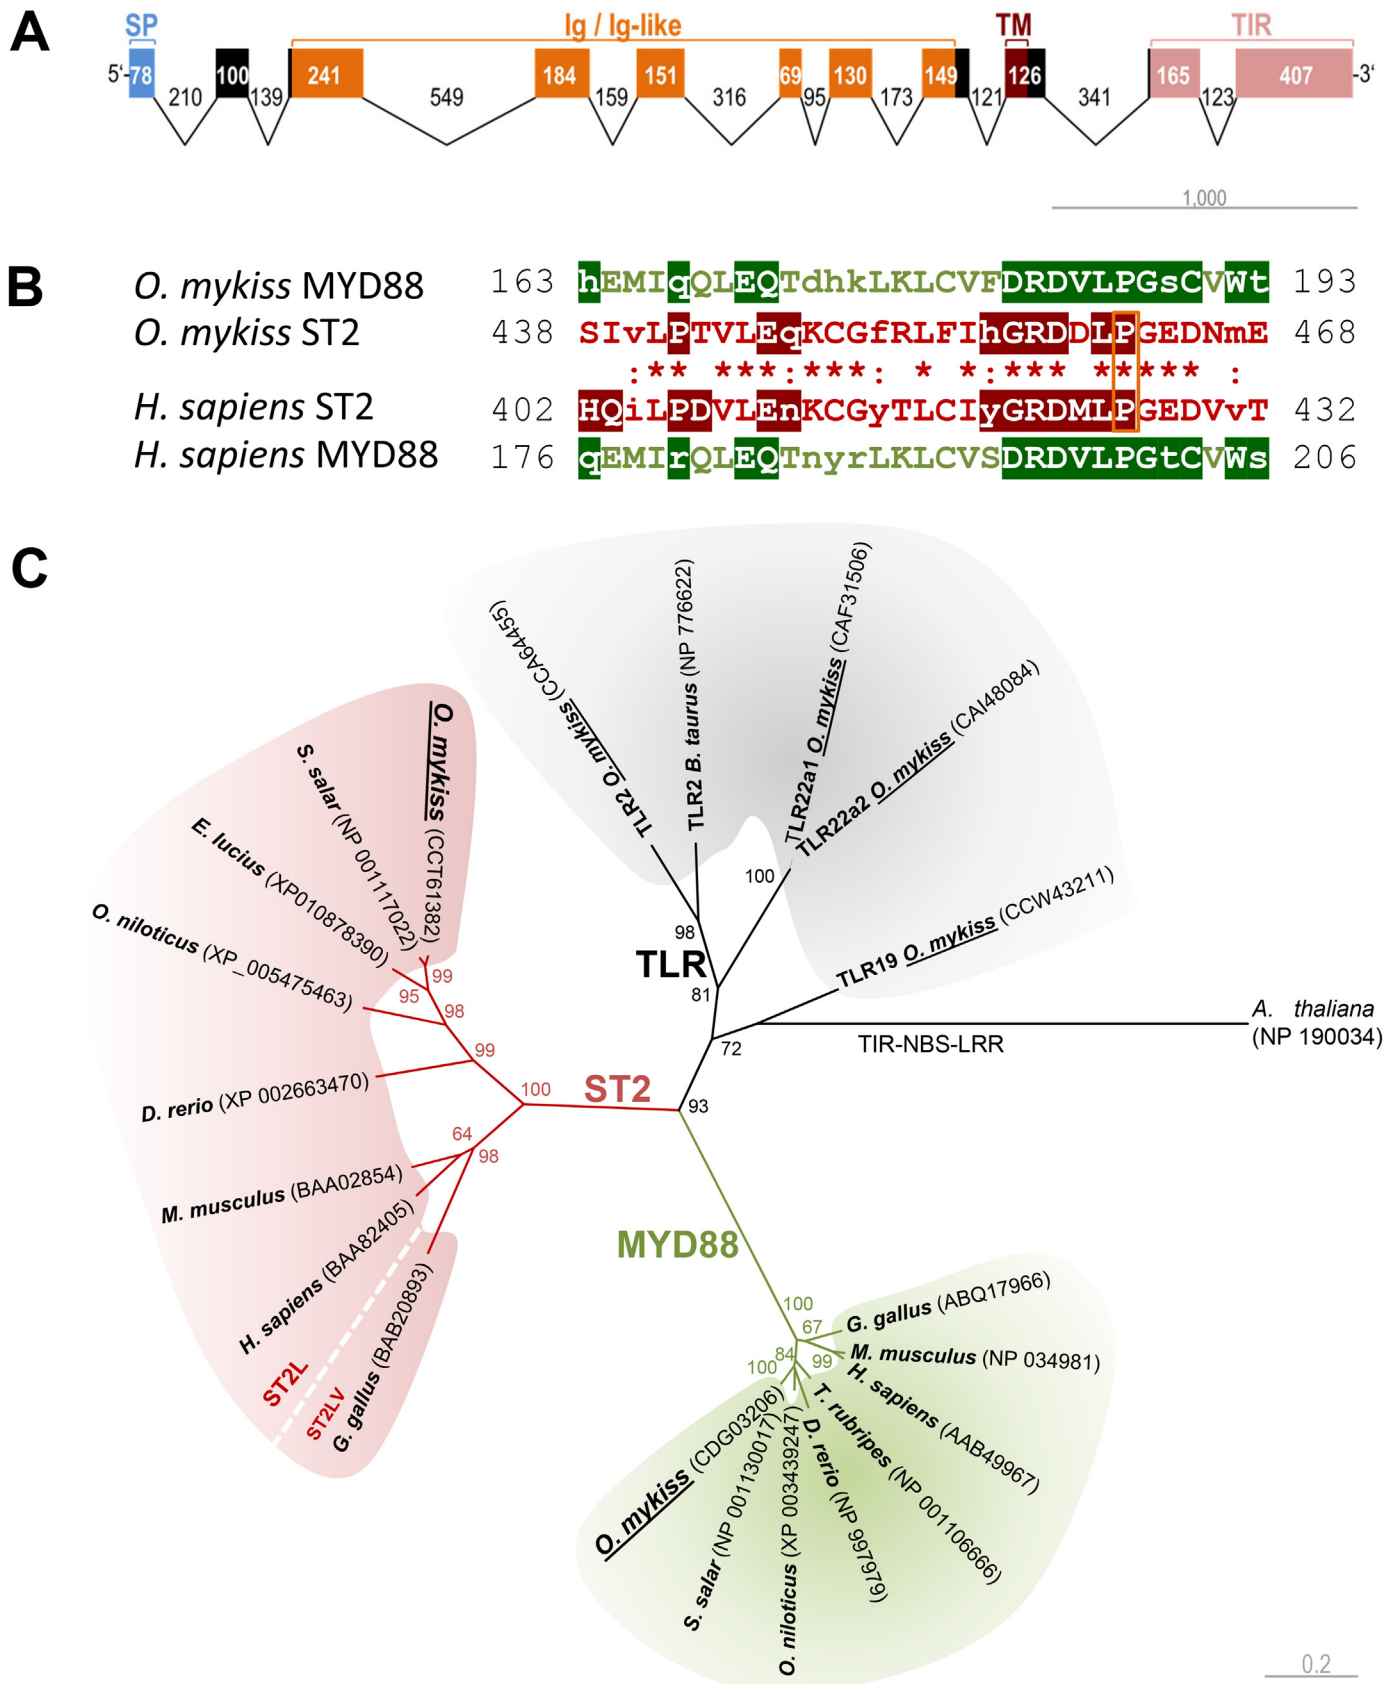 A
SP
Ig / Ig-like
TM
TIR
5‘-78 100 241 184 151 69 130 149 126 165 407 -3‘
210 139 549 159 316 95 173 121 341 123
1,000
B
O. mykiss MYD88 163 hEMIqQLEQTdhkLKLCVFDRDVLPGsCVWt 193
O. mykiss ST2 438 SIvLPTVLEqKCGfRLFIhGRDDLPGEDNmE 468
:** ***:***: * *:*** ***** :
H. sapiens ST2 402 HQiLPDVLEnKCGyTLCIyGRDMLPGEDVvT 432
H. sapiens MYD88 176 qEMIrQLEQTnyrLKLCVSDRDVLPGtCVWs 206
C
TLR2 O.mykiss (CCA64455)
TLR2 B. taurus (NP 776622)
TLR22a1 O. mykiss (CAF31506)
TLR22a2 O. mykiss (CAI48084)
TLR19 O. mykiss (CCW43211)
A. thaliana
(NP 190034)
TIR-NBS-LRR
TLR
100
98
81
72
93
O. mykiss (CCT61382)
S. salar (NP 001117022)
E. lucius (XP010878390)
O. niloticus (XP_005475463)
D. rerio (XP 002663470)
M. musculus (BAA02854)
H. sapiens (BAA82405)
G. gallus (BAB20893)
ST2L
ST2LV
99
95
98
99
100
64
98
ST2
MYD88
100
67
84
99
100
G. gallus (ABQ17966)
M. musculus (NP 034981)
H. sapiens (AAB49967)
T. rubripes (NP 001106666)
D. rerio (NP 997979)
O. niloticus (XP 003439247)
S. salar (NP 001130017)
O. mykiss (CDG03206)
0.2